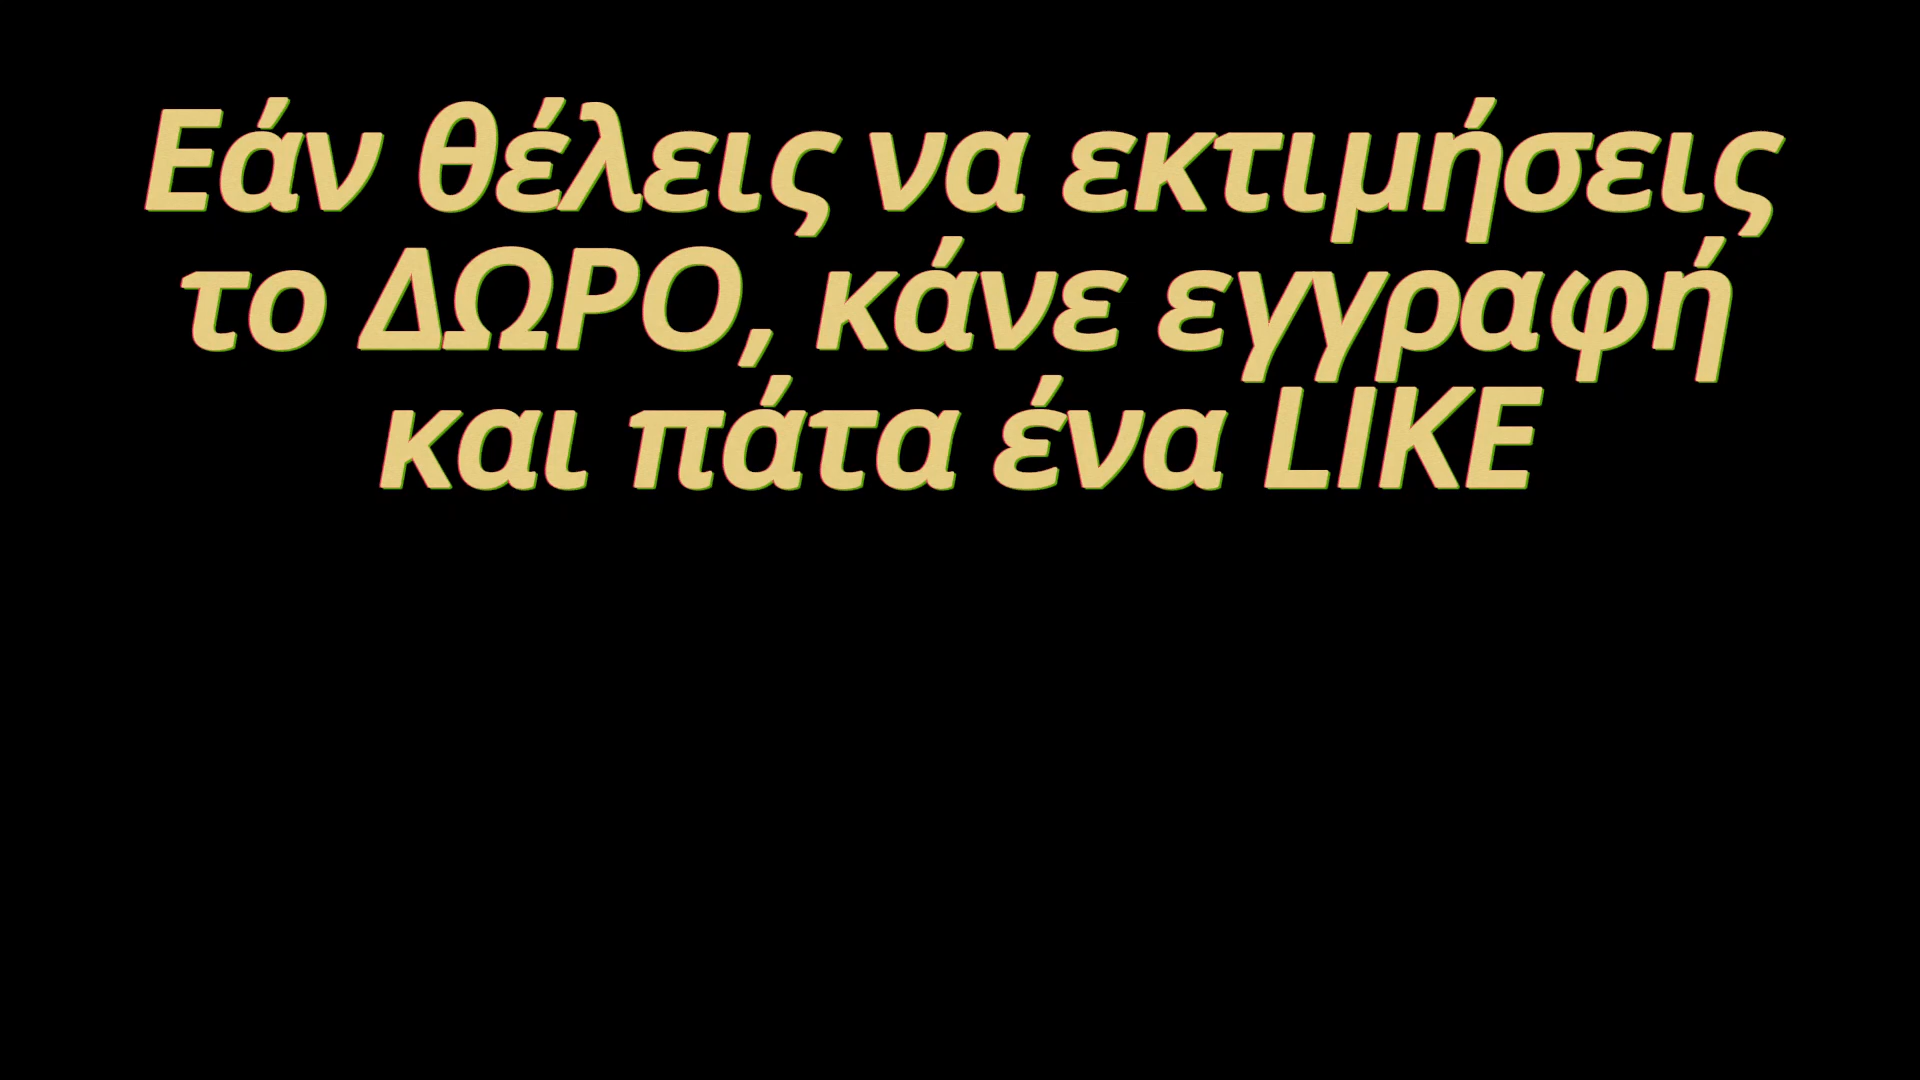 Εάν θέλεις να εκτιμήσεις
το ΔΩΡΟ, κάνε εγγραφή
και πάτα ένα LIKE